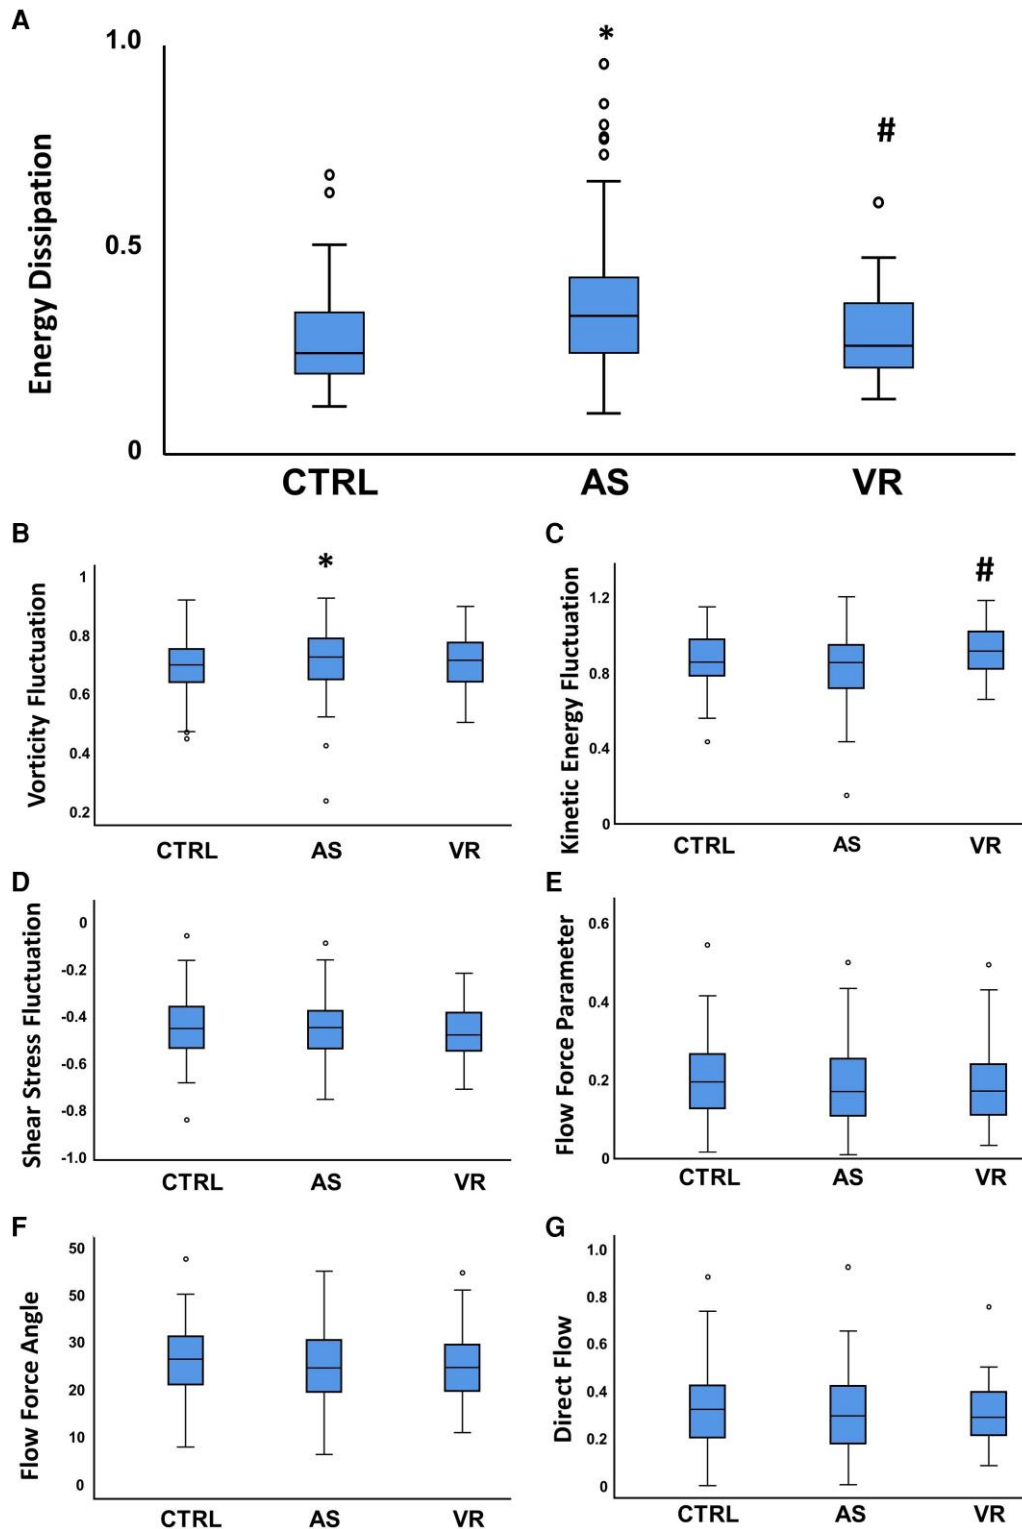 A
Energy Dissipation
1.0
0.5
0
*
#
CTRL AS VR
B
Vorticity Fluctuation
1
0.8
0.6
0.4
0.2
*
CTRL AS VR
C
Kinetic Energy Fluctuation
1.2
0.8
0.4
0
#
CTRL AS VR
D
Shear Stress Fluctuation
0
-0.2
-0.4
-0.6
-0.8
-1.0
CTRL AS VR
E
Flow Force Parameter
0.6
0.4
0.2
0
CTRL AS VR
F
Flow Force Angle
50
50
30
20
10
0
CTRL AS VR
G
Direct Flow
1.0
0.8
0.6
0.4
0.2
0
CTRL AS VR